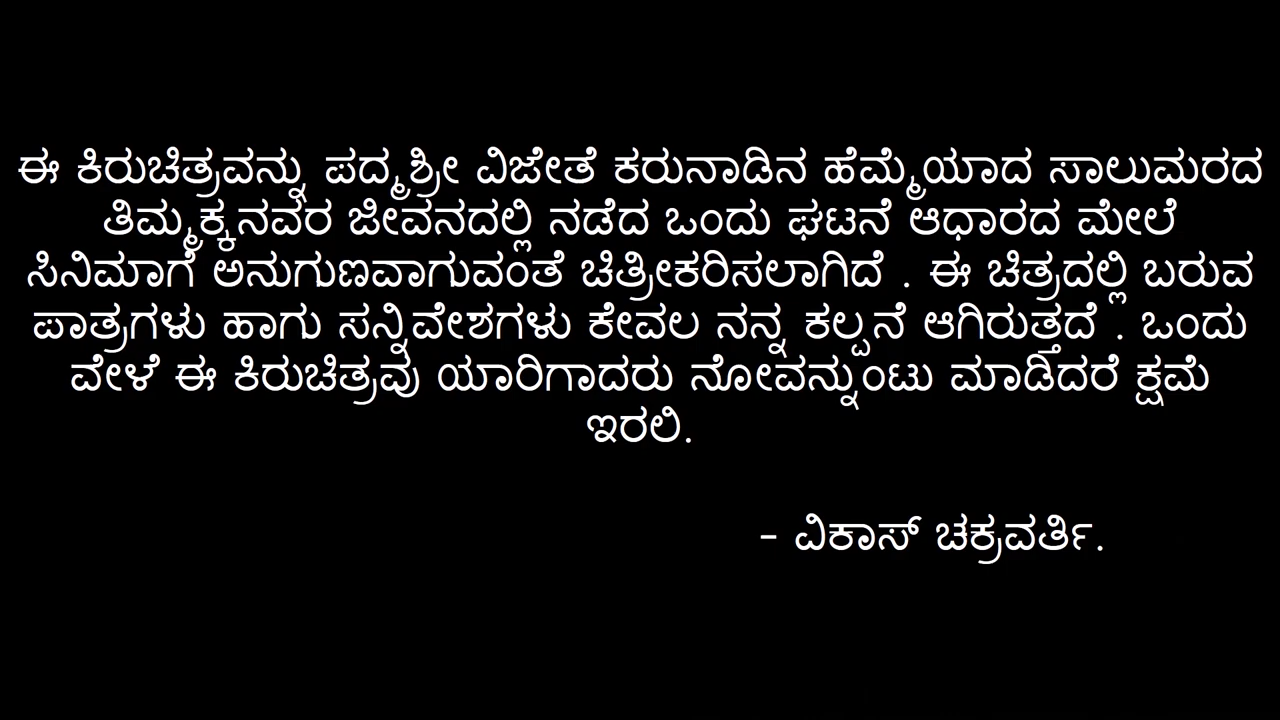 ಈ ಕಿರುಚಿತ್ರವನ್ನು ಪದ್ಮಶ್ರೀ ವಿಜೇತೆ ಕರುನಾಡಿನ ಹೆಮ್ಮೆಯಾದ ಸಾಲುಮರದ
ತಿಮ್ಮಕ್ಕನವರ ಜೀವನದಲ್ಲಿ ನಡೆದ ಒಂದು ಘಟನೆ ಆಧಾರದ ಮೇಲೆ
ಸಿನಿಮಾಗೆ ಅನುಗುಣವಾಗುವಂತೆ ಚಿತ್ರೀಕರಿಸಲಾಗಿದೆ . ಈ ಚಿತ್ರದಲ್ಲಿ ಬರುವ
ಪಾತ್ರಗಳು ಹಾಗು ಸನ್ನಿವೇಶಗಳು ಕೇವಲ ನನ್ನ ಕಲ್ಪನೆ ಆಗಿರುತ್ತದೆ . ಒಂದು
ವೇಳೆ ಈ ಕಿರುಚಿತ್ರವು ಯಾರಿಗಾದರು ನೋವನ್ನುಂಟು ಮಾಡಿದರೆ ಕ್ಷಮೆ
ಇರಲಿ.
- ವಿಕಾಸ್ ಚಕ್ರವರ್ತಿ.